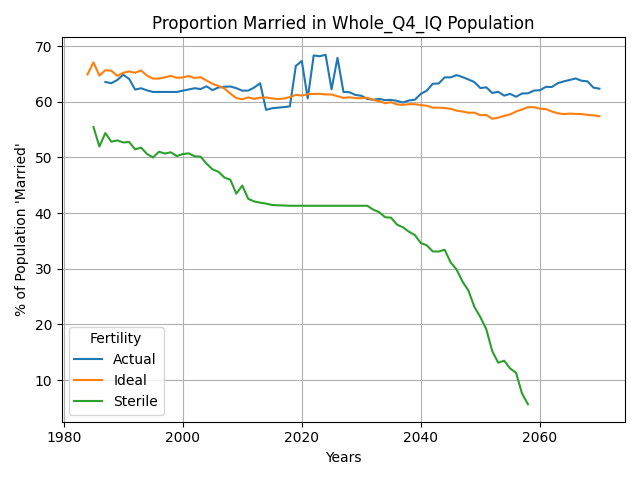 Proportion Married in Whole_Q4_IQ Population
% of Population 'Married'
70
60
50
40
30
20
10
Fertility
Actual
Ideal
Sterile
1980
2000
2020
2040
2060
Years